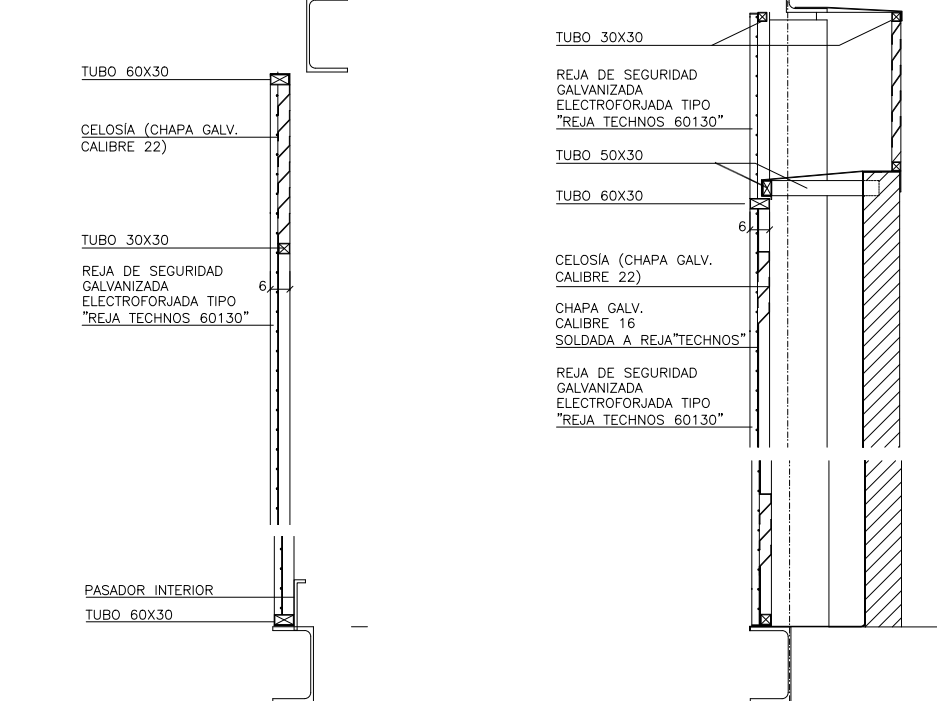 TUBO 60X30
CELOSÍA (CHAPA GALV.
CALIBRE 22)
TUBO 30X30
REJA DE SEGURIDAD
GALVANIZADA
ELECTROFORJADA TIPO
"REJA TECHNOS 60130"
6
PASADOR INTERIOR
TUBO 60X30
TUBO 30X30
REJA DE SEGURIDAD
GALVANIZADA
ELECTROFORJADA TIPO
"REJA TECHNOS 60130"
TUBO 50X30
TUBO 60X30
6
CELOSÍA (CHAPA GALV.
CALIBRE 22)
CHAPA GALV.
CALIBRE 16
SOLDADA A REJA"TECHNOS"
REJA DE SEGURIDAD
GALVANIZADA
ELECTROFORJADA TIPO
"REJA TECHNOS 60130"